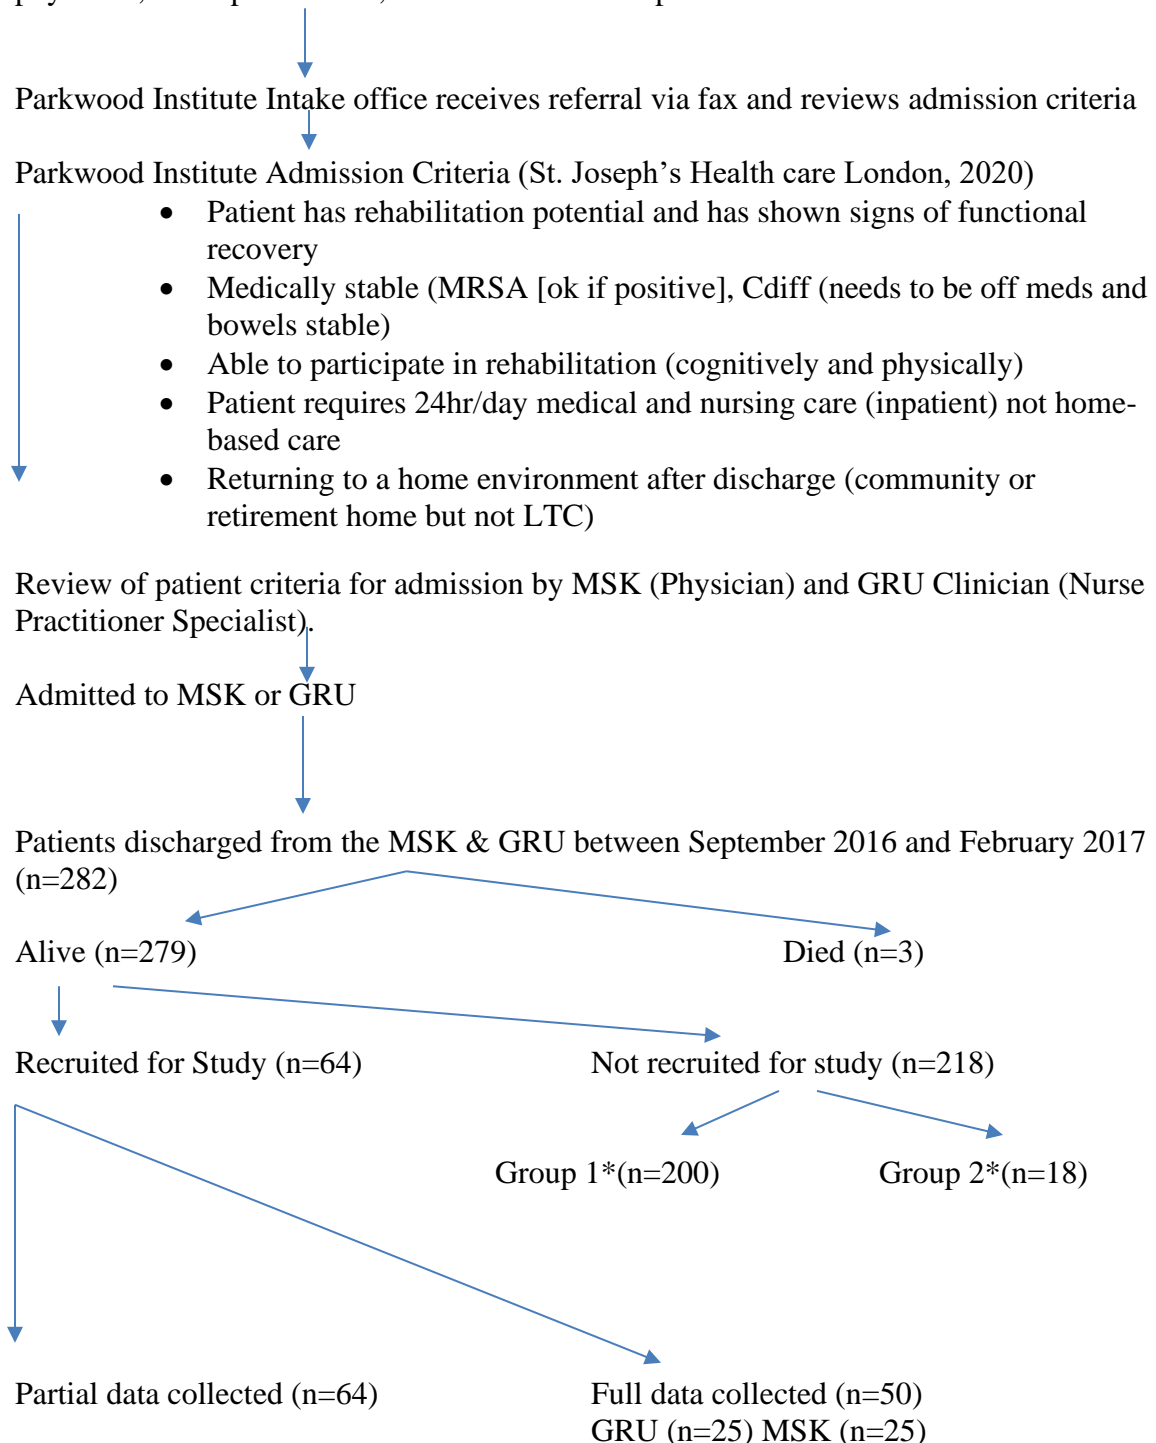 Parkwood Institute Intake office receives referral via fax and reviews admission criteria
Parkwood Institute Admission Criteria (St. Joseph’s Health care London, 2020)
• Patient has rehabilitation potential and has shown signs of functional
recovery
• Medically stable (MRSA [ok if positive], Cdiff (needs to be off meds and
bowels stable)
• Able to participate in rehabilitation (cognitively and physically)
• Patient requires 24hr/day medical and nursing care (inpatient) not home-
based care
• Returning to a home environment after discharge (community or
retirement home but not LTC)
Review of patient criteria for admission by MSK (Physician) and GRU Clinician (Nurse
Practitioner Specialist).
Admitted to MSK or GRU
Patients discharged from the MSK & GRU between September 2016 and February 2017
(n=282)
Alive (n=279) Died (n=3)
Recruited for Study (n=64) Not recruited for study (n=218)
Group 1*(n=200) Group 2*(n=18)
Partial data collected (n=64) Full data collected (n=50)
GRU (n=25) MSK (n=25)